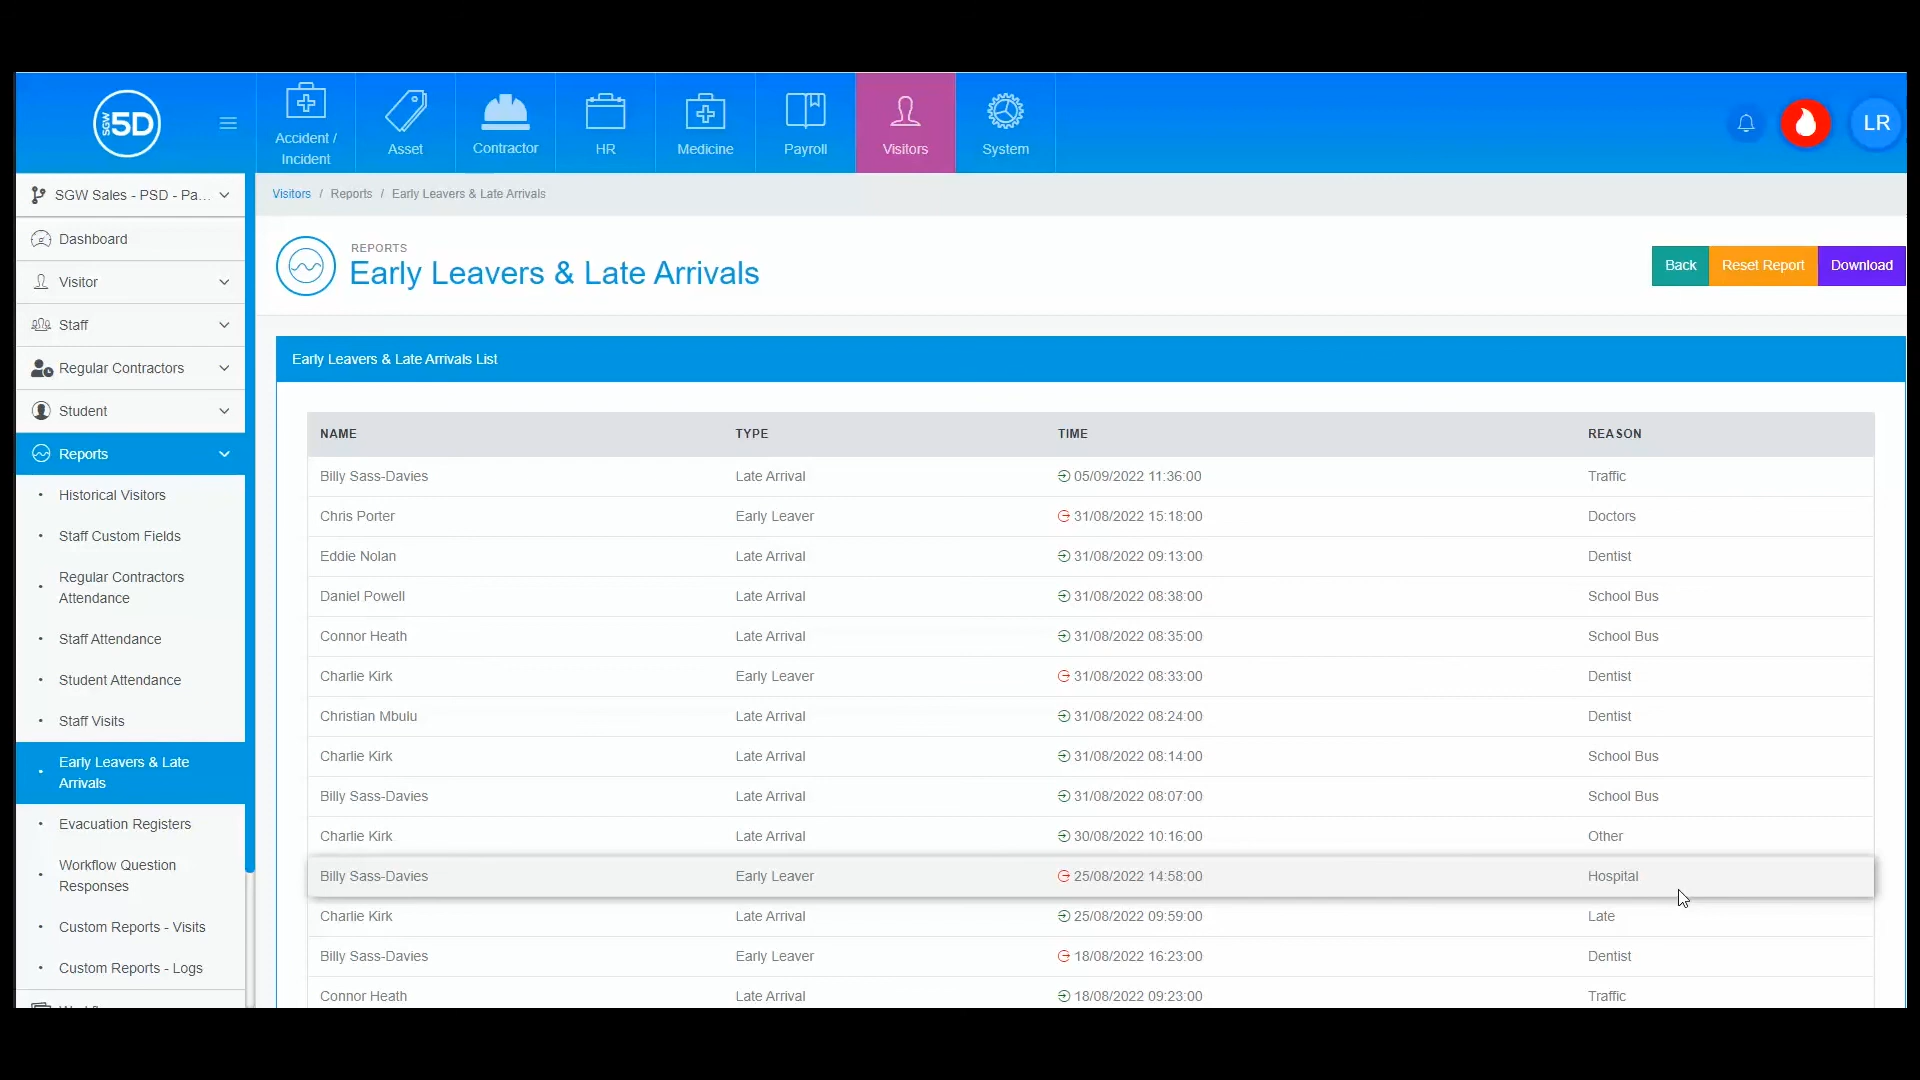 SGW 5D
Accident /
Incident
Asset
Contractor
HR
Medicine
Payroll
Visitors
System
LR
SGW Sales - PSD - Pa...
Dashboard
Visitor
Staff
Regular Contractors
Student
Reports
Historical Visitors
Staff Custom Fields
Regular Contractors
Attendance
Staff Attendance
Student Attendance
Staff Visits
Early Leavers & Late
Arrivals
Evacuation Registers
Workflow Question
Responses
Custom Reports - Visits
Custom Reports - Logs
Visitors / Reports / Early Leavers & Late Arrivals
REPORTS
Early Leavers & Late Arrivals
Back Reset Report Download
Early Leavers & Late Arrivals List
NAME TYPE TIME REASON
Billy Sass-Davies Late Arrival 05/09/2022 11:36:00 Traffic
Chris Porter Early Leaver 31/08/2022 15:18:00 Doctors
Eddie Nolan Late Arrival 31/08/2022 09:13:00 Dentist
Daniel Powell Late Arrival 31/08/2022 08:38:00 School Bus
Connor Heath Late Arrival 31/08/2022 08:35:00 School Bus
Charlie Kirk Early Leaver 31/08/2022 08:33:00 Dentist
Christian Mbulu Late Arrival 31/08/2022 08:24:00 Dentist
Charlie Kirk Late Arrival 31/08/2022 08:14:00 School Bus
Billy Sass-Davies Late Arrival 31/08/2022 08:07:00 School Bus
Charlie Kirk Late Arrival 30/08/2022 10:16:00 Other
Billy Sass-Davies Early Leaver 25/08/2022 14:58:00 Hospital
Charlie Kirk Late Arrival 25/08/2022 09:59:00 Late
Billy Sass-Davies Early Leaver 18/08/2022 16:23:00 Dentist
Connor Heath Late Arrival 18/08/2022 09:23:00 Traffic